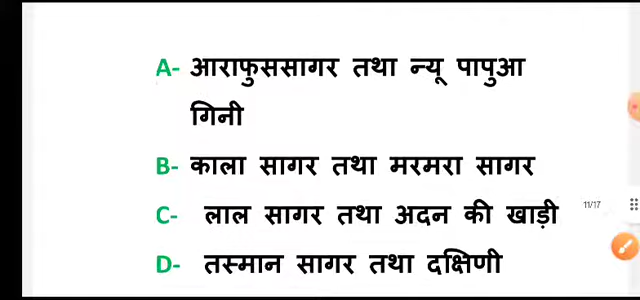 A- आराफुससागर तथा न्यू पापुआ
गिनी
B- काला सागर तथा मरमरा सागर
C- लाल सागर तथा अदन की खाड़ी
11/17
D- तस्मान सागर तथा दक्षिणी